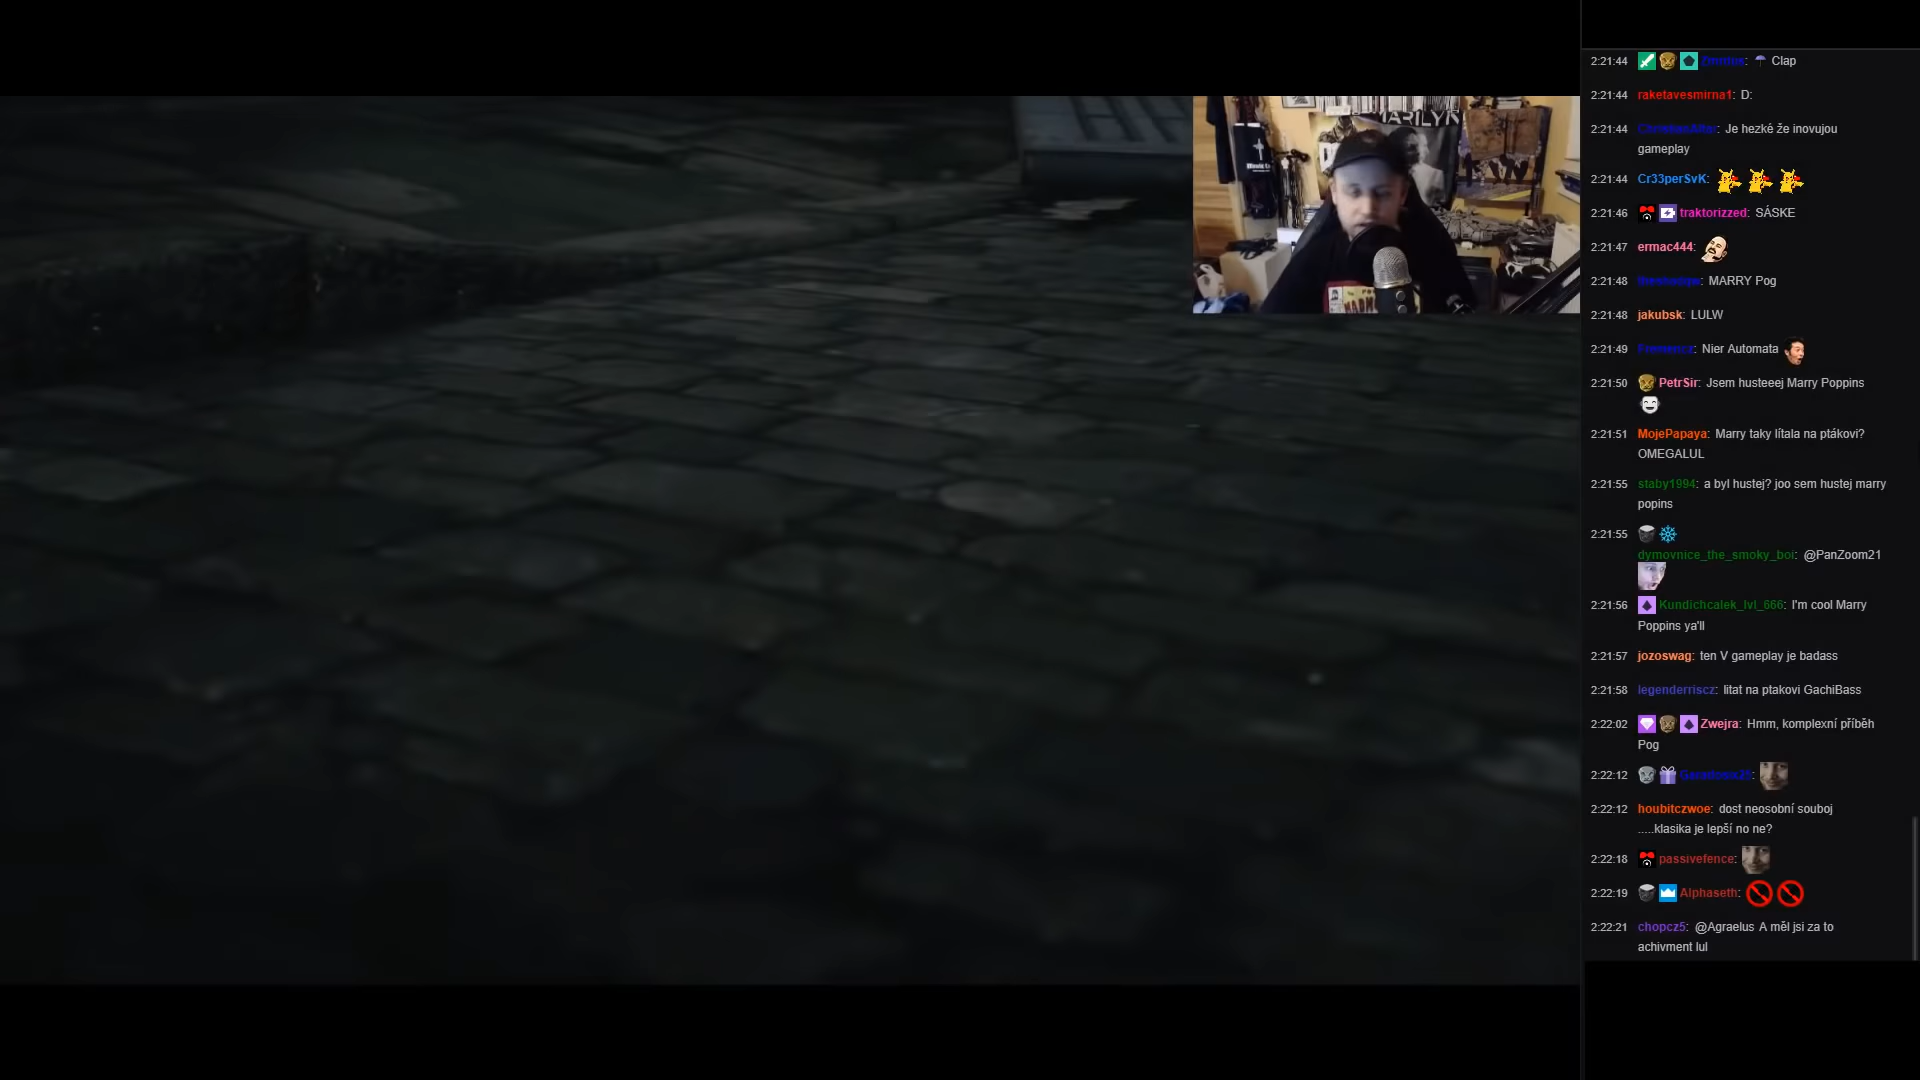 MARILYN
2:21:44 : Clap
2:21:44 raketavesmirna1: D:
2:21:44 : Je hezké že inovujou
gameplay
2:21:44 Cr33perSvK:
2:21:46 traktorizzed: SÁSKE
2:21:47 ermac444:
2:21:48 : MARRY Pog
2:21:48 jakubsk: LULW
2:21:49 : Nier Automata
2:21:50 PetrSir: Jsem husteeej Marry Poppins
2:21:51 MojePapaya: Marry taky lítala na ptákovi?
OMEGALUL
2:21:55 staby1994: a byl hustej? joo sem hustej marry
popins
2:21:55
dymovnice_the_smoky_boi: @PanZoom21
2:21:56 Kundichcalek_lvl_666: I'm cool Marry
Poppins ya'll
2:21:57 jozoswag: ten V gameplay je badass
2:21:58 legenderriscz: litat na ptakovi GachiBass
2:22:02 Zwejra: Hmm, komplexní příběh
Pog
2:22:12 :
2:22:12 houbitczwoe: dost neosobní souboj
.....klasika je lepší no ne?
2:22:18 passivefence:
2:22:19 Alphaseth:
2:22:21 chopcz5: @Agraelus A měl jsi za to
achivment lul